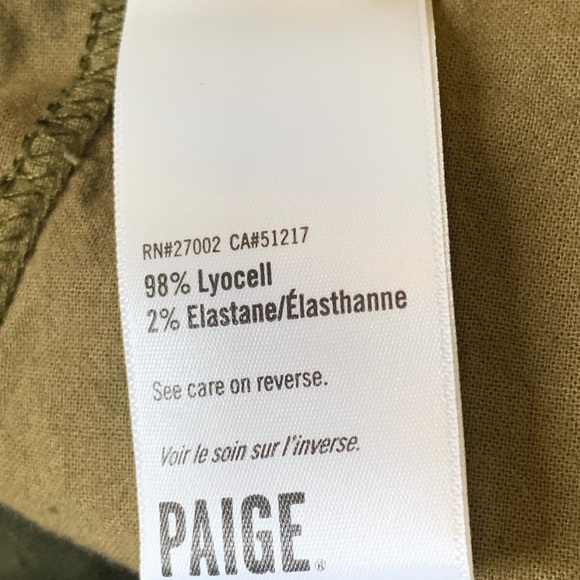 RN#27002 CA#51217
98% Lyocell
2% Elastane/Élasthanne
See care on reverse.
Voir le soin sur l'inverse.
PAIGE®